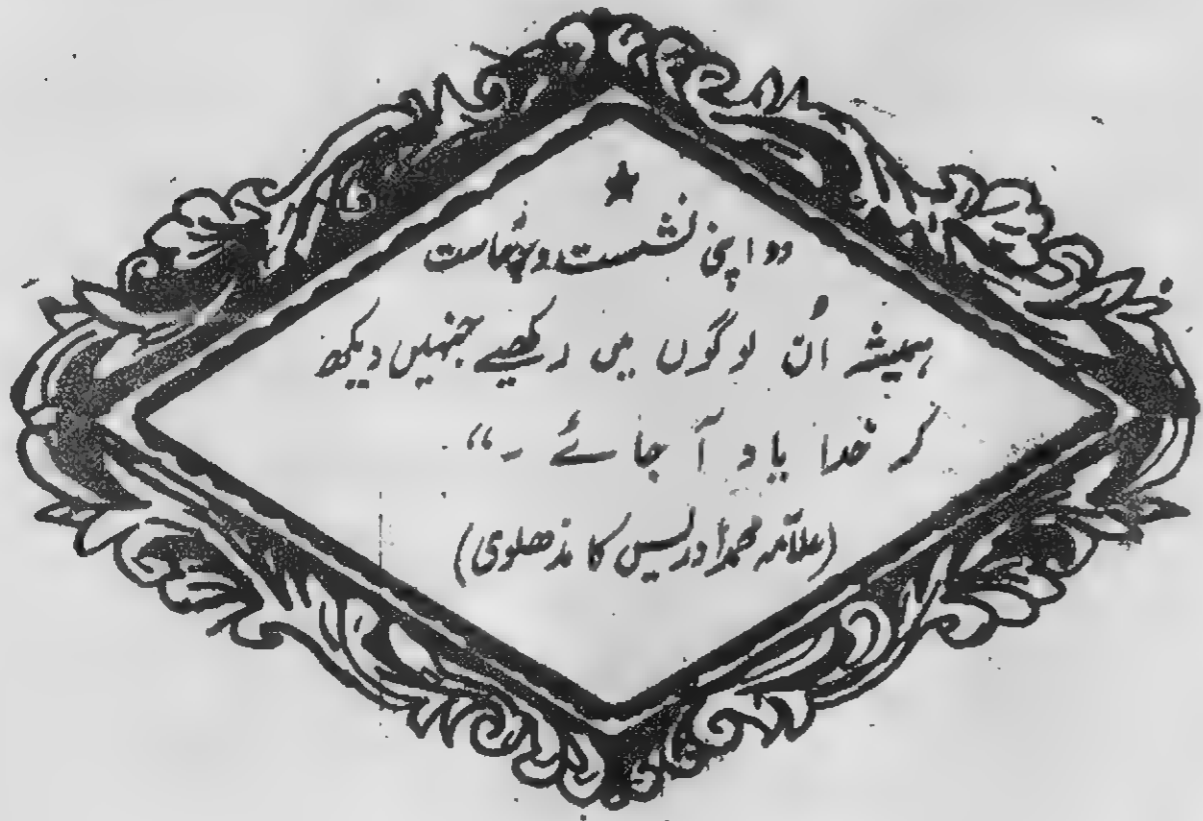 ★
”اپنی نشست و برخاست
ہمیشہ اُن لوگوں میں رکھیے جنہیں دیکھ
کر خدا یاد آ جائے ۔“
(علامہ محمد ادریس کاندھلوی)